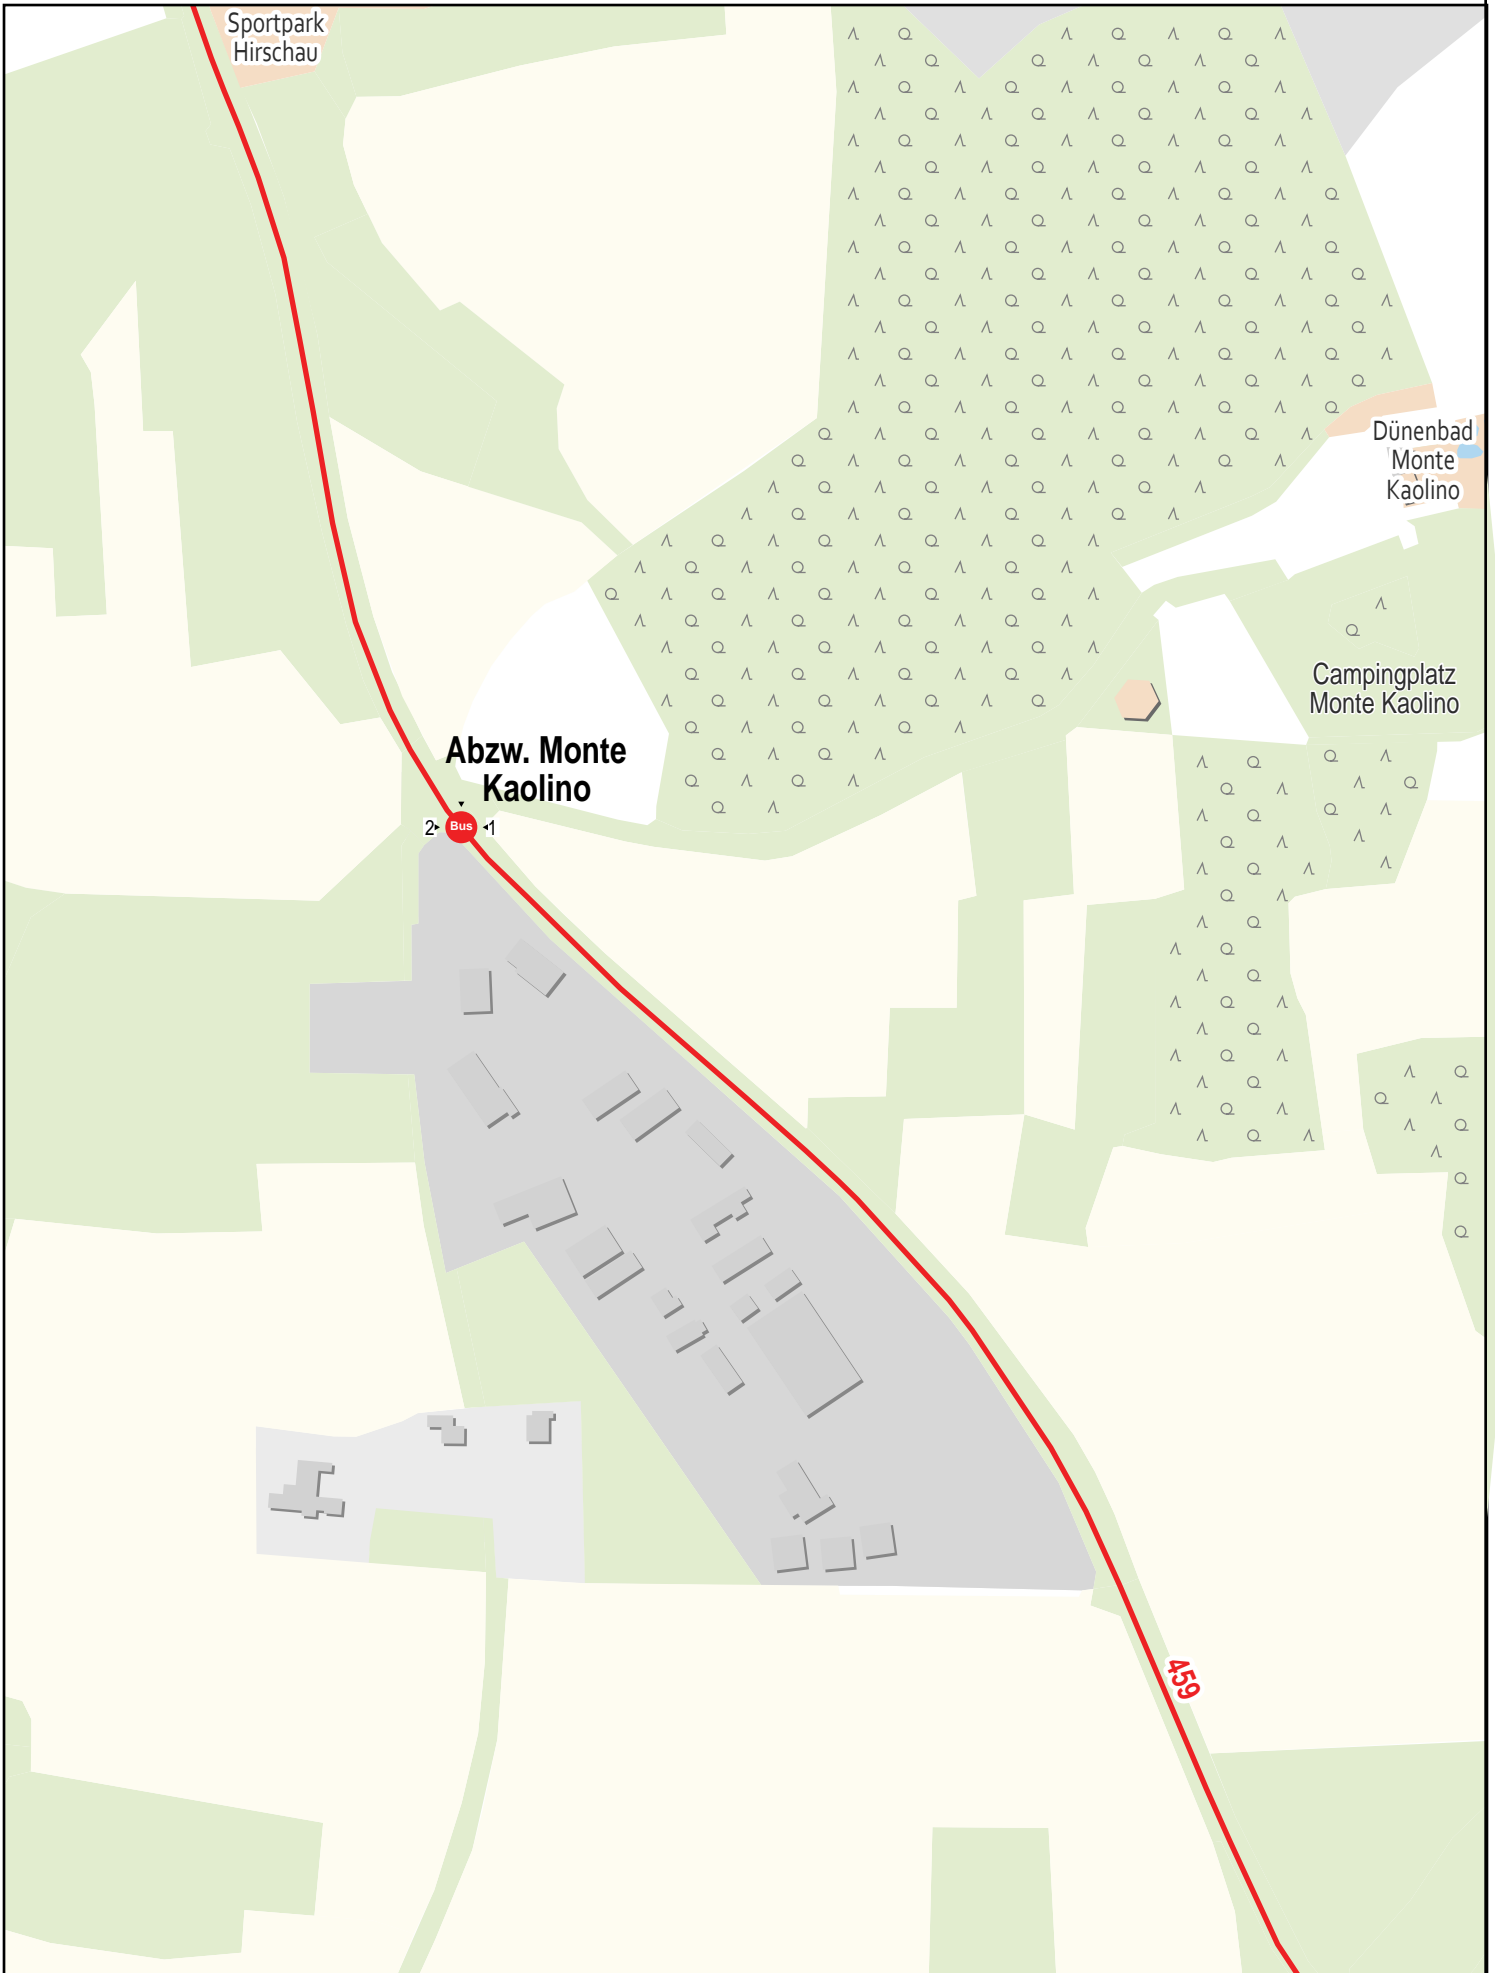 Sportpark
Hirschau
Dünenbad
Monte
Kaolino
Campingplatz
Monte Kaolino
Abzw. Monte
Kaolino
2 Bus 1
459